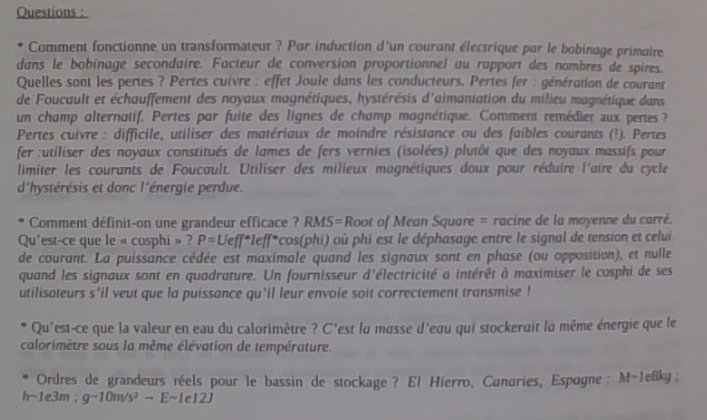 Questions :
* Comment fonctionne un transformateur ? Par induction d'un courant électrique par le bobinage primaire
dans le bobinage secondaire. Facteur de conversion proportionnel au rapport des nombres de spires.
Quelles sont les pertes ? Pertes cuivre : effet Joule dans les conducteurs. Pertes fer : génération de courant
de Foucault et échauffement des noyaux magnétiques, hystérésis d'aimantation du milieu magnétique dans
un champ alternatif. Pertes par fuite des lignes de champ magnétique. Comment remédier aux pertes ?
Pertes cuivre : difficile, utiliser des matériaux de moindre résistance ou des faibles courants (!). Pertes
fer :utiliser des noyaux constitués de lames de fers vernies (isolées) plutôt que des noyaux massifs pour
limiter les courants de Foucault. Utiliser des milieux magnétiques doux pour réduire l'aire du cycle
d'hystérésis et donc l'énergie perdue.
* Comment définit-on une grandeur efficace ? RMS=Root of Mean Square = racine de la moyenne du carré.
Qu'est-ce que le « cosphi » ? P=Ueff*Ieff*cos(phi) où phi est le déphasage entre le signal de tension et celui
de courant. La puissance cédée est maximale quand les signaux sont en phase (ou opposition), et nulle
quand les signaux sont en quadrature. Un fournisseur d'électricité a intérêt à maximiser le cosphi de ses
utilisateurs s'il veut que la puissance qu'il leur envoie soit correctement transmise !
* Qu'est-ce que la valeur en eau du calorimètre ? C'est la masse d'eau qui stockerait la même énergie que le
calorimètre sous la même élévation de température.
* Ordres de grandeurs réels pour le bassin de stockage ? El Hierro, Canaries, Espagne : M~1e8kg ;
h~1e3m ; g~10m/s² → E~1e12J